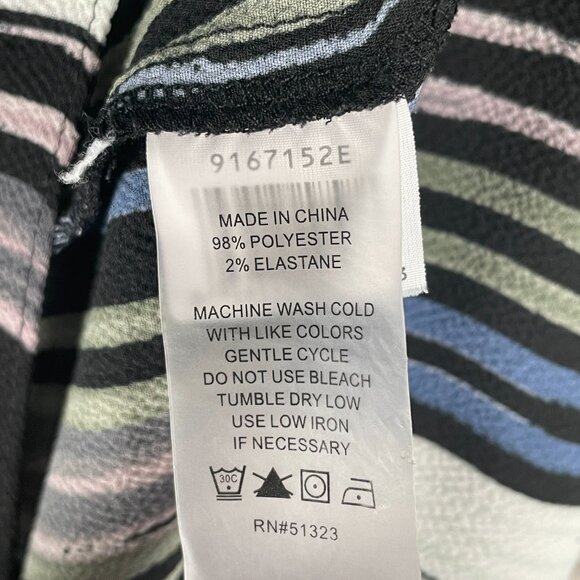 9167152E
MADE IN CHINA
98% POLYESTER
2% ELASTANE
MACHINE WASH COLD
WITH LIKE COLORS
GENTLE CYCLE
DO NOT USE BLEACH
TUMBLE DRY LOW
USE LOW IRON
IF NECESSARY
30C
RN#51323